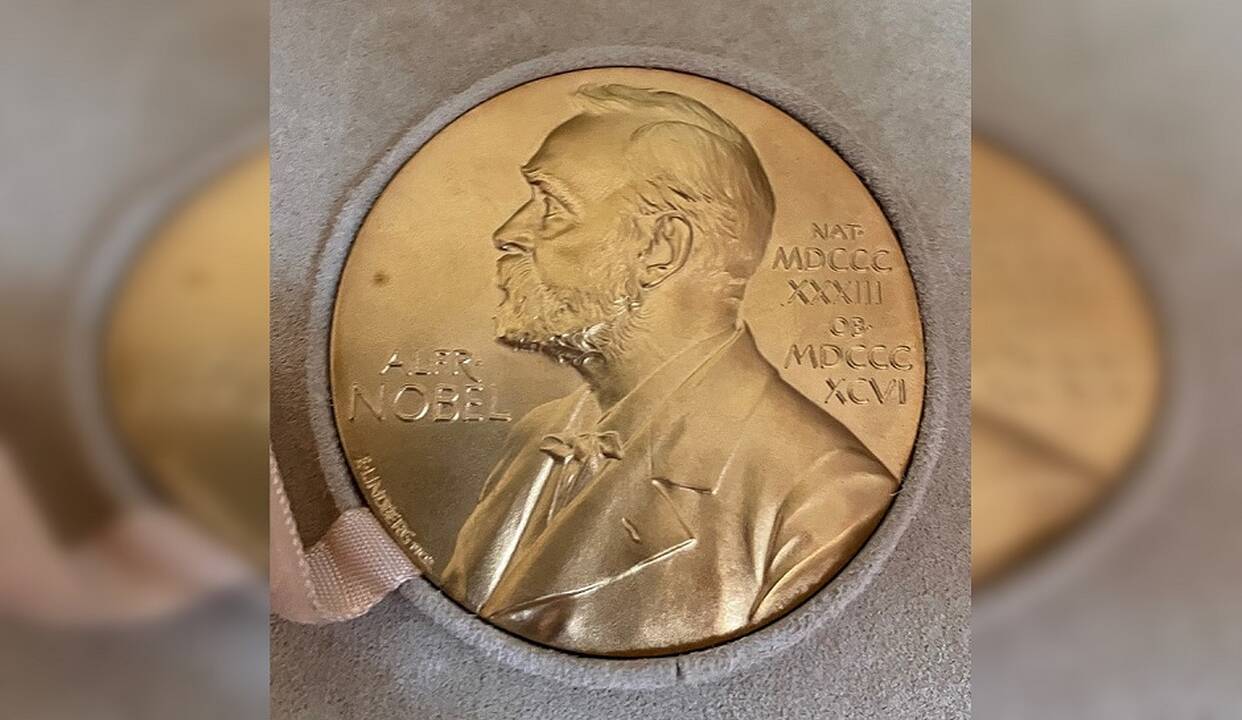 ALFR·
NOBEL
NAT·
MDCCC
XXXIII
OB·
MDCCC
XCVI